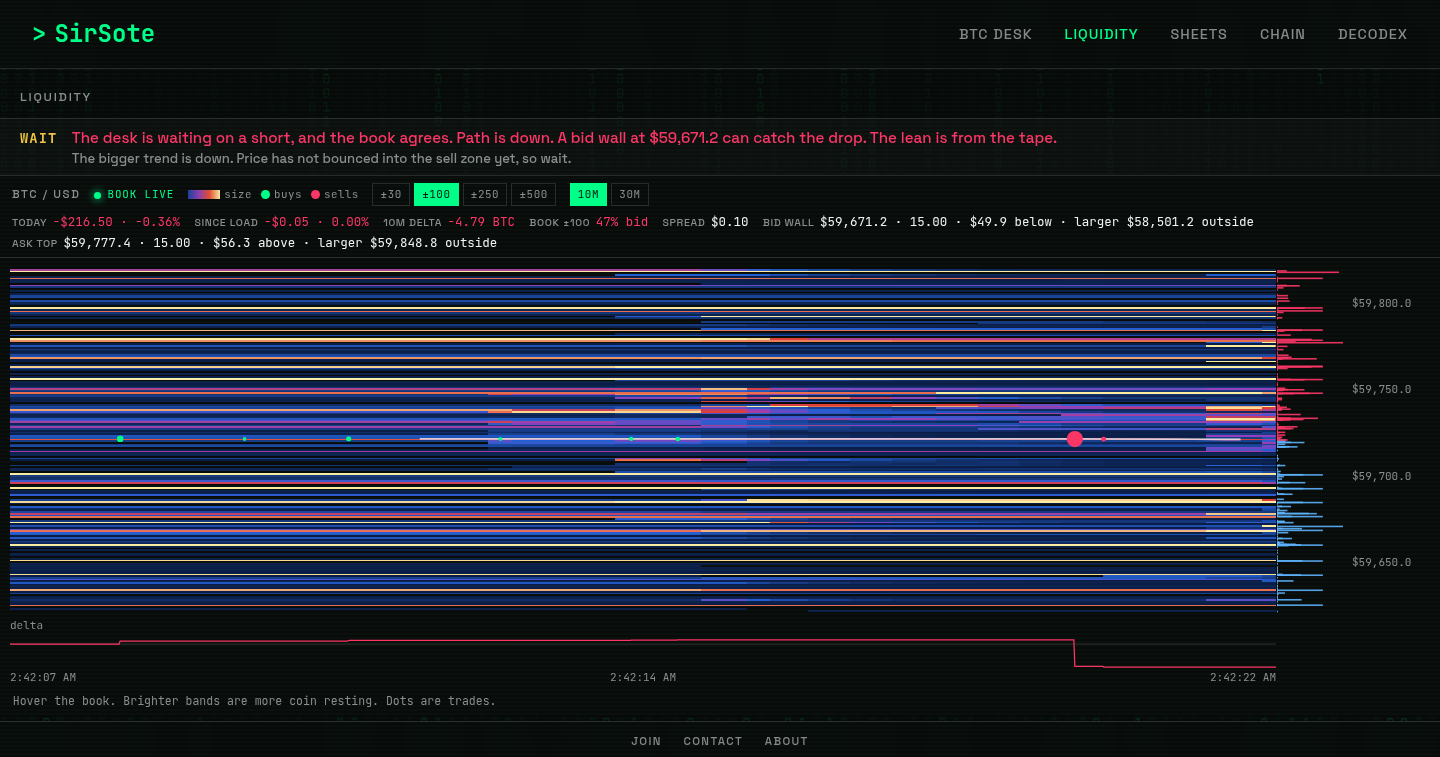 > SirSote
BTC DESK LIQUIDITY SHEETS CHAIN DECODEX
LIQUIDITY
WAIT The desk is waiting on a short, and the book agrees. Path is down. A bid wall at $59,671.2 can catch the drop. The lean is from the tape.
The bigger trend is down. Price has not bounced into the sell zone yet, so wait.
BTC / USD BOOK LIVE size buys sells ±30 ±100 ±250 ±500 10M 30M
TODAY -$216.50 · -0.36% SINCE LOAD -$0.05 · 0.00% 10M DELTA -4.79 BTC BOOK ±100 47% bid SPREAD $0.10 BID WALL $59,671.2 · 15.00 · $49.9 below · larger $58,501.2 outside
ASK TOP $59,777.4 · 15.00 · $56.3 above · larger $59,848.8 outside
$59,800.0
$59,750.0
$59,700.0
$59,650.0
delta
2:42:07 AM 2:42:14 AM 2:42:22 AM
Hover the book. Brighter bands are more coin resting. Dots are trades.
JOIN CONTACT ABOUT